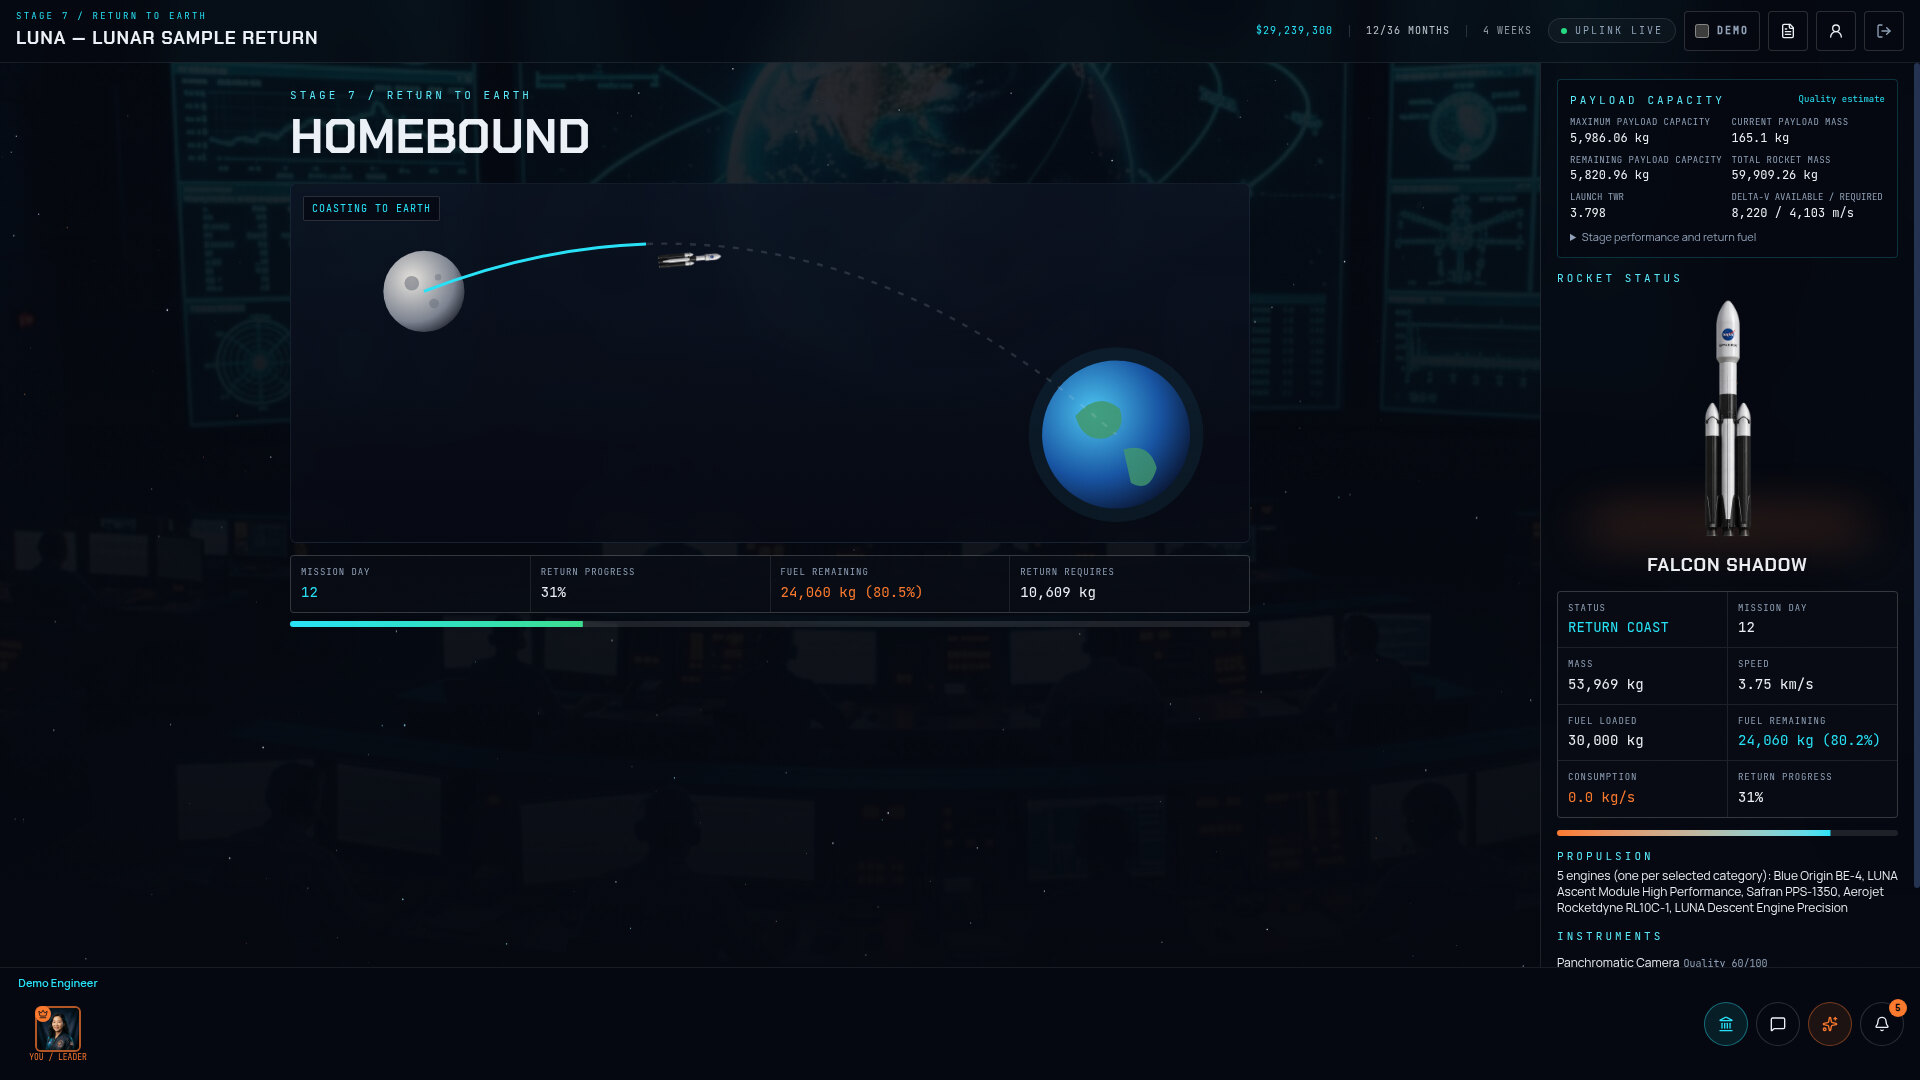 STAGE 7 / RETURN TO EARTH
LUNA — LUNAR SAMPLE RETURN
$29,239,300
12/36 MONTHS
4 WEEKS
UPLINK LIVE
DEMO
STAGE 7 / RETURN TO EARTH
HOMEBOUND
COASTING TO EARTH
MISSION DAY
12
RETURN PROGRESS
31%
FUEL REMAINING
24,060 kg (80.5%)
RETURN REQUIRES
10,609 kg
PAYLOAD CAPACITY
Quality estimate
MAXIMUM PAYLOAD CAPACITY
5,986.06 kg
CURRENT PAYLOAD MASS
165.1 kg
REMAINING PAYLOAD CAPACITY
5,820.96 kg
TOTAL ROCKET MASS
59,909.26 kg
LAUNCH TWR
3.798
DELTA-V AVAILABLE / REQUIRED
8,220 / 4,103 m/s
Stage performance and return fuel
ROCKET STATUS
FALCON SHADOW
STATUS
RETURN COAST
MISSION DAY
12
MASS
53,969 kg
SPEED
3.75 km/s
FUEL LOADED
30,000 kg
FUEL REMAINING
24,060 kg (80.2%)
CONSUMPTION
0.0 kg/s
RETURN PROGRESS
31%
PROPULSION
5 engines (one per selected category): Blue Origin BE-4, LUNA
Ascent Module High Performance, Safran PPS-1350, Aerojet
Rocketdyne RL10C-1, LUNA Descent Engine Precision
INSTRUMENTS
Panchromatic Camera Quality 60/100
Demo Engineer
YOU / LEADER
5